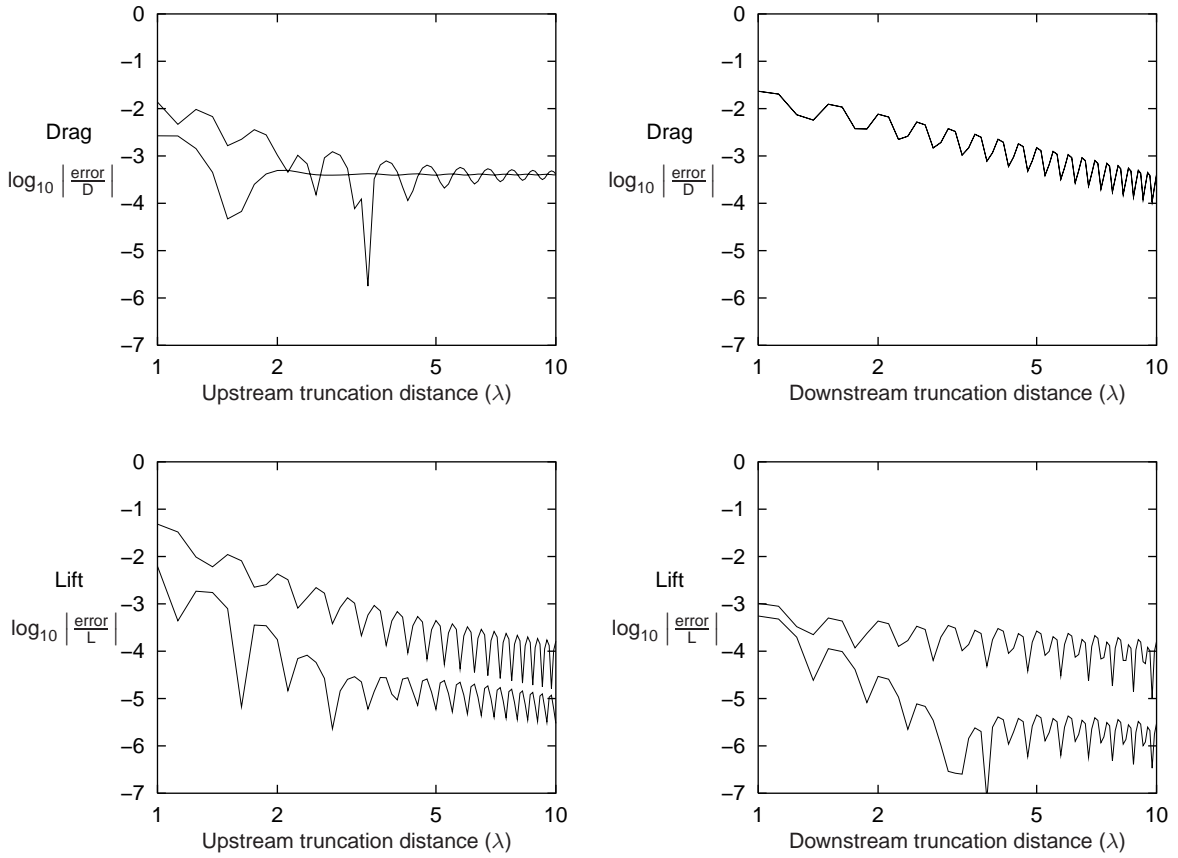 0
–1
–2
–3
–4
–5
–6
–7
1 2 5 10
Drag
log10 | error/D |
Upstream truncation distance (λ)
0
–1
–2
–3
–4
–5
–6
–7
1 2 5 10
Drag
log10 | error/D |
Downstream truncation distance (λ)
0
–1
–2
–3
–4
–5
–6
–7
1 2 5 10
Lift
log10 | error/L |
Upstream truncation distance (λ)
0
–1
–2
–3
–4
–5
–6
–7
1 2 5 10
Lift
log10 | error/L |
Downstream truncation distance (λ)